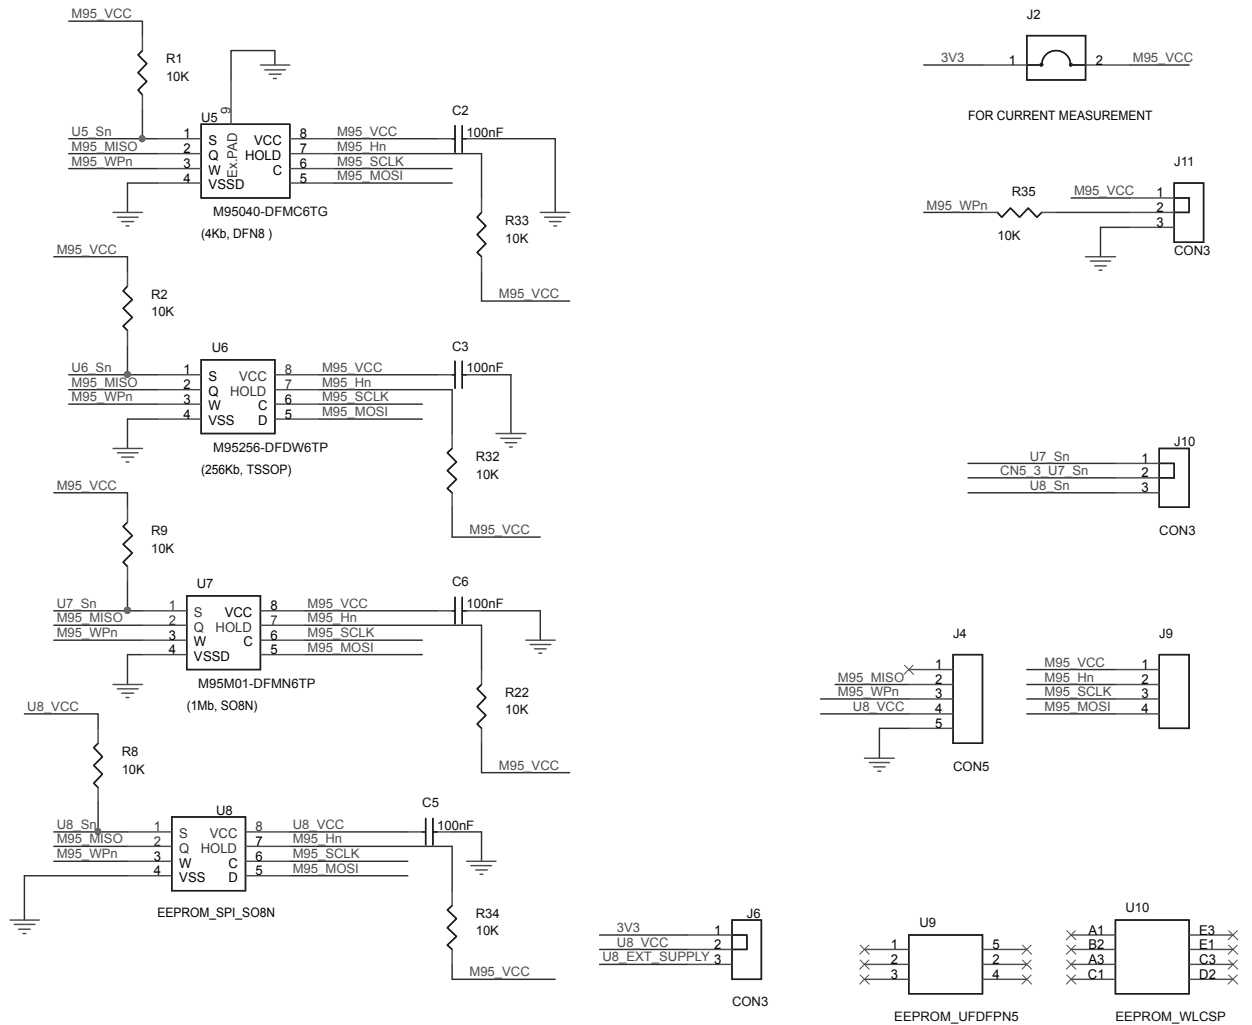 M95_VCC
R1
10K
U5
9
U5_Sn 1 S VCC 8 M95_VCC
M95_MISO 2 Q HOLD 7 M95_Hn
M95_WPn 3 W C 6 M95_SCLK
4 VSSD 5 M95_MOSI
Ex.PAD
C2
100nF
M95040-DFMC6TG
(4Kb, DFN8 )
R33
10K
M95_VCC
M95_VCC
R2
10K
U6
U6_Sn 1 S VCC 8 M95_VCC
M95_MISO 2 Q HOLD 7 M95_Hn
M95_WPn 3 W C 6 M95_SCLK
4 VSS D 5 M95_MOSI
C3
100nF
M95256-DFDW6TP
(256Kb, TSSOP)
R32
10K
M95_VCC
M95_VCC
R9
10K
U7
U7_Sn 1 S VCC 8 M95_VCC
M95_MISO 2 Q HOLD 7 M95_Hn
M95_WPn 3 W C 6 M95_SCLK
4 VSSD 5 M95_MOSI
C6
100nF
M95M01-DFMN6TP
(1Mb, SO8N)
R22
10K
M95_VCC
U8_VCC
R8
10K
U8
U8_Sn 1 S VCC 8 U8_VCC
M95_MISO 2 Q HOLD 7 M95_Hn
M95_WPn 3 W C 6 M95_SCLK
4 VSS D 5 M95_MOSI
C5
100nF
EEPROM_SPI_SO8N
R34
10K
M95_VCC
J2
3V3 1 2 M95_VCC
FOR CURRENT MEASUREMENT
J11
R35
M95_VCC 1
M95_WPn 2
10K
3
CON3
J10
U7_Sn 1
CN5_3_U7_Sn 2
U8_Sn 3
CON3
J4
1
M95_MISO 2
M95_WPn 3
U8_VCC 4
5
CON5
J9
M95_VCC 1
M95_Hn 2
M95_SCLK 3
M95_MOSI 4
J6
3V3 1
U8_VCC 2
U8_EXT_SUPPLY 3
CON3
U9
1 5
2 2
3 4
EEPROM_UFDFPN5
U10
A1 E3
B2 E1
A3 C3
C1 D2
EEPROM_WLCSP